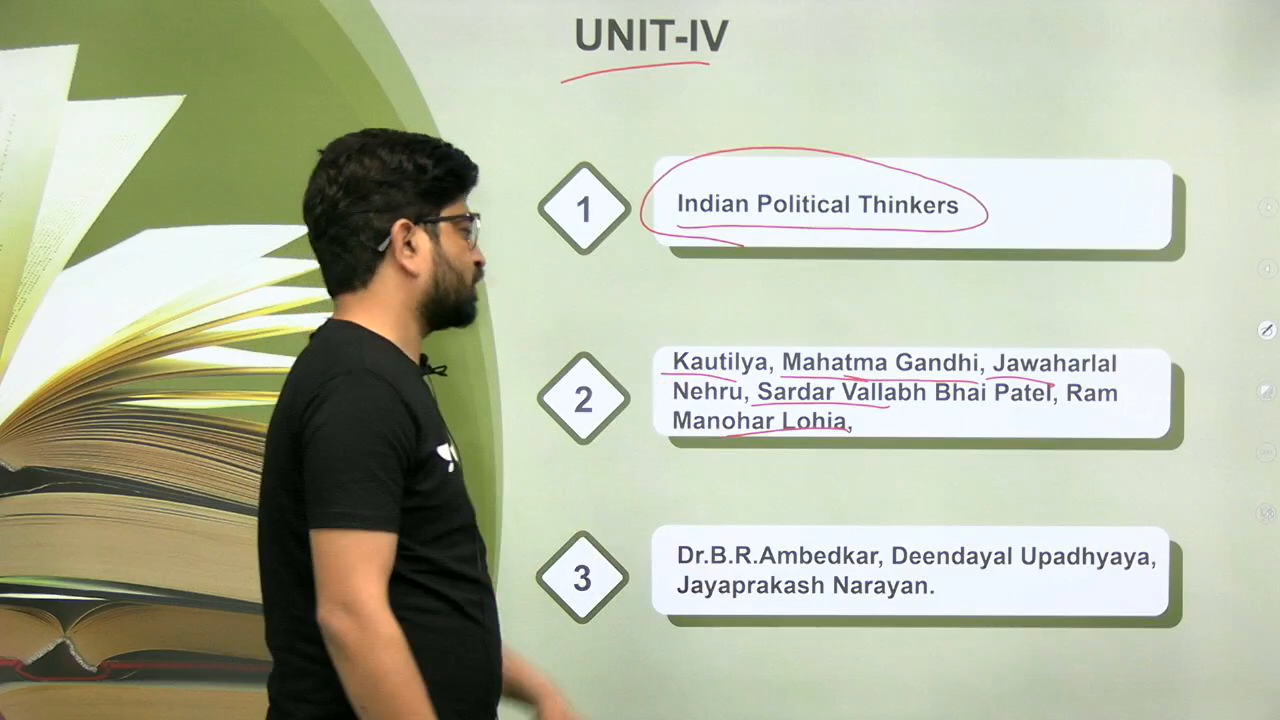 UNIT-IV
1
Indian Political Thinkers
2
Kautilya, Mahatma Gandhi, Jawaharlal
Nehru, Sardar Vallabh Bhai Patel, Ram
Manohar Lohia,
3
Dr.B.R.Ambedkar, Deendayal Upadhyaya,
Jayaprakash Narayan.